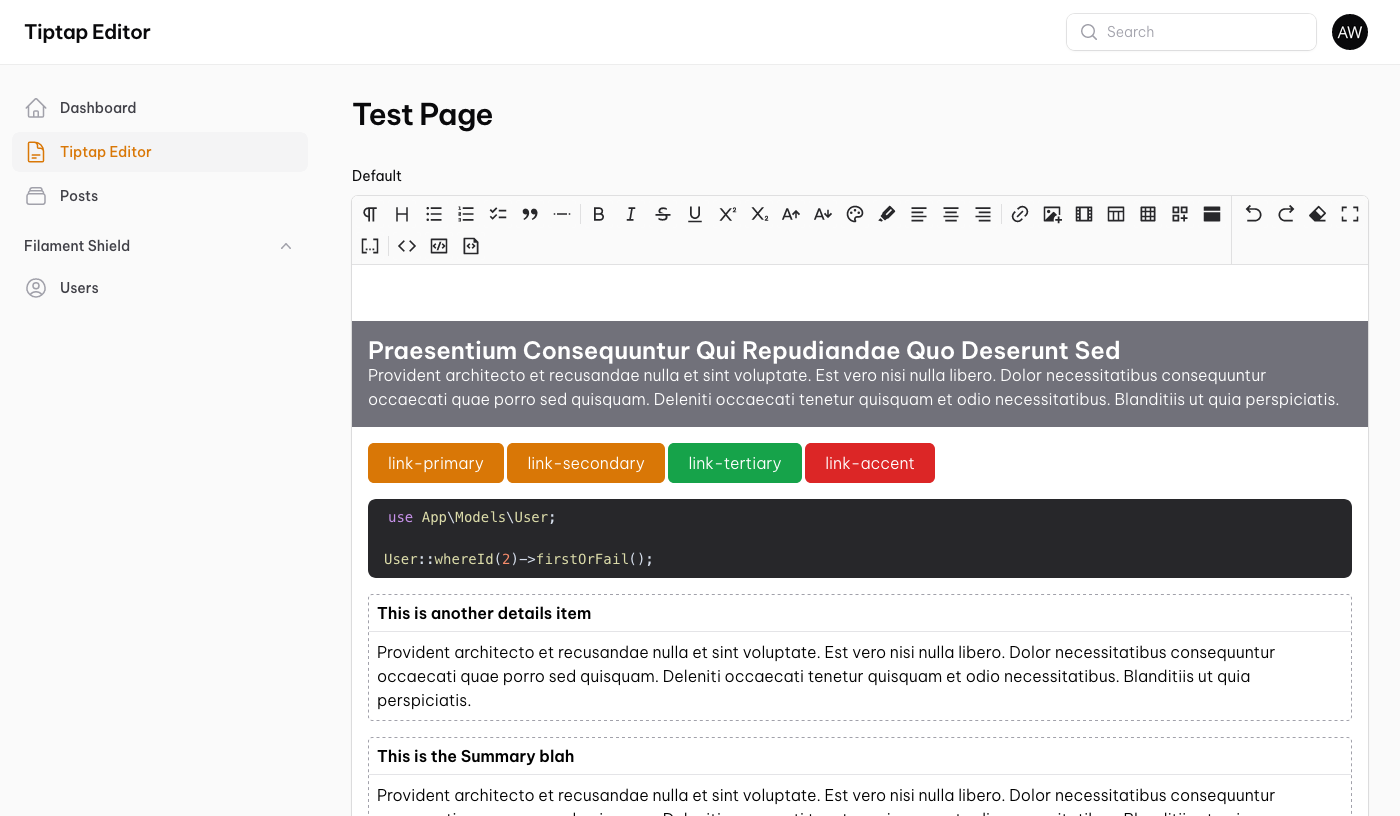 Tiptap Editor
Search
AW
Dashboard
Tiptap Editor
Posts
Filament Shield
Users
Test Page
Default
Praesentium Consequuntur Qui Repudiandae Quo Deserunt Sed
Provident architecto et recusandae nulla et sint voluptate. Est vero nisi nulla libero. Dolor necessitatibus consequuntur
occaecati quae porro sed quisquam. Deleniti occaecati tenetur quisquam et odio necessitatibus. Blanditiis ut quia perspiciatis.
link-primary link-secondary link-tertiary link-accent
use App\Models\User;
User::whereId(2)->firstOrFail();
This is another details item
Provident architecto et recusandae nulla et sint voluptate. Est vero nisi nulla libero. Dolor necessitatibus consequuntur
occaecati quae porro sed quisquam. Deleniti occaecati tenetur quisquam et odio necessitatibus. Blanditiis ut quia
perspiciatis.
This is the Summary blah
Provident architecto et recusandae nulla et sint voluptate. Est vero nisi nulla libero. Dolor necessitatibus consequuntur